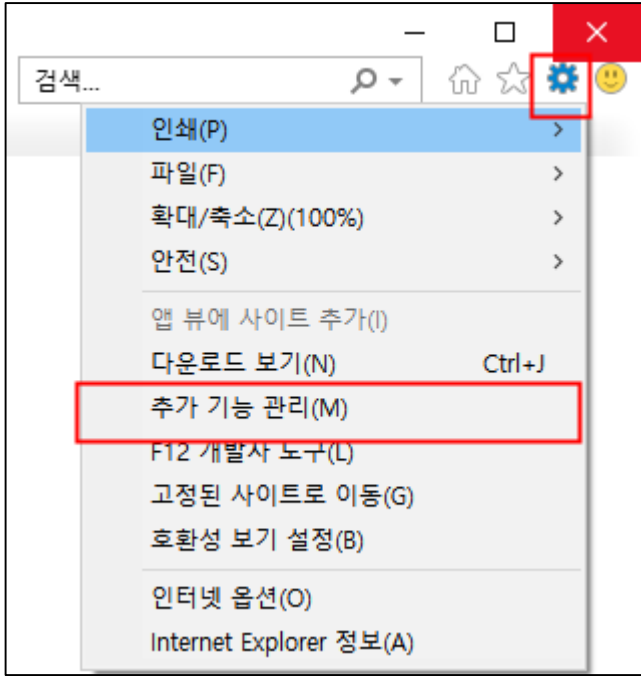 검색...
인쇄(P)
파일(F)
확대/축소(Z)(100%)
안전(S)
앱 뷰에 사이트 추가(I)
다운로드 보기(N) Ctrl+J
추가 기능 관리(M)
F12 개발자 도구(L)
고정된 사이트로 이동(G)
호환성 보기 설정(B)
인터넷 옵션(O)
Internet Explorer 정보(A)